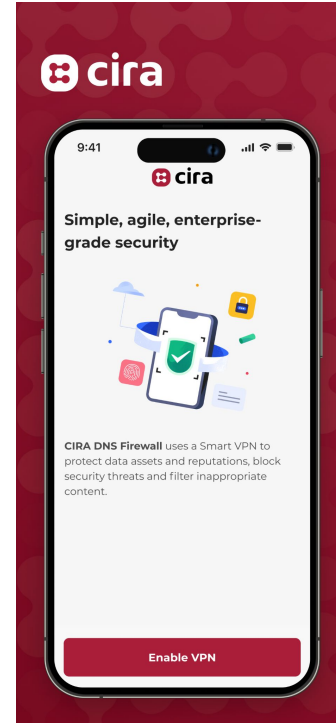 cira
9:41
cira
Simple, agile, enterprise-
grade security
CIRA DNS Firewall uses a Smart VPN to
protect data assets and reputations, block
security threats and filter inappropriate
content.
Enable VPN